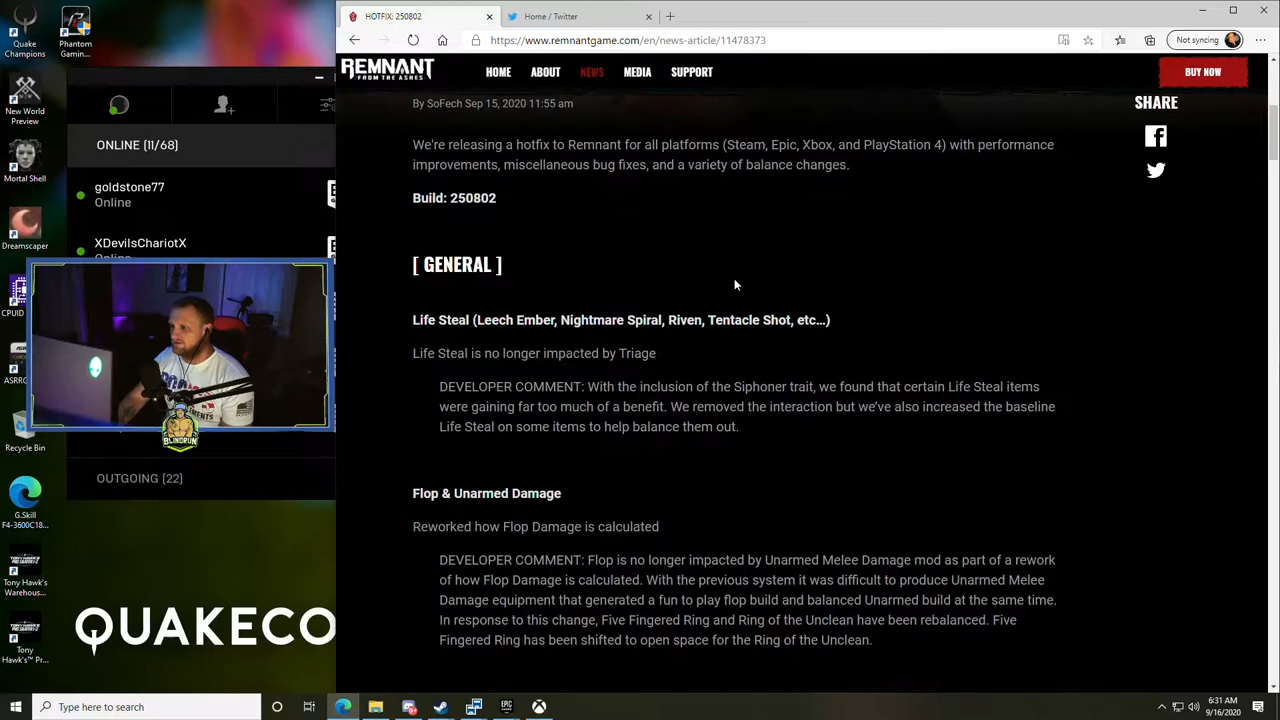 Quake
Champions
Phantom
Gamin...
New World
Preview
Mortal Shell
Dreamscaper
CPUID
ASRG
Recycle Bin
G.Skill
F4-3600C18...
Tony Hawk's
Warehous...
Tony
Hawk's™ Pr...
ONLINE (11/68)
goldstone77
Online
XDevilsChariotX
Online
BLINDRUN
OUTGOING (22)
QUAKECO
HOTFIX: 250802
Home / Twitter
https://www.remnantgame.com/en/news-article/11478373
Not syncing
REMNANT
FROM THE ASHES
HOME ABOUT NEWS MEDIA SUPPORT
BUY NOW
By SoFech Sep 15, 2020 11:55 am
SHARE
We're releasing a hotfix to Remnant for all platforms (Steam, Epic, Xbox, and PlayStation 4) with performance
improvements, miscellaneous bug fixes, and a variety of balance changes.
Build: 250802
[ GENERAL ]
Life Steal (Leech Ember, Nightmare Spiral, Riven, Tentacle Shot, etc...)
Life Steal is no longer impacted by Triage
DEVELOPER COMMENT: With the inclusion of the Siphoner trait, we found that certain Life Steal items
were gaining far too much of a benefit. We removed the interaction but we've also increased the baseline
Life Steal on some items to help balance them out.
Flop & Unarmed Damage
Reworked how Flop Damage is calculated
DEVELOPER COMMENT: Flop is no longer impacted by Unarmed Melee Damage mod as part of a rework
of how Flop Damage is calculated. With the previous system it was difficult to produce Unarmed Melee
Damage equipment that generated a fun to play flop build and balanced Unarmed build at the same time.
In response to this change, Five Fingered Ring and Ring of the Unclean have been rebalanced. Five
Fingered Ring has been shifted to open space for the Ring of the Unclean.
Type here to search
6:31 AM
9/16/2020